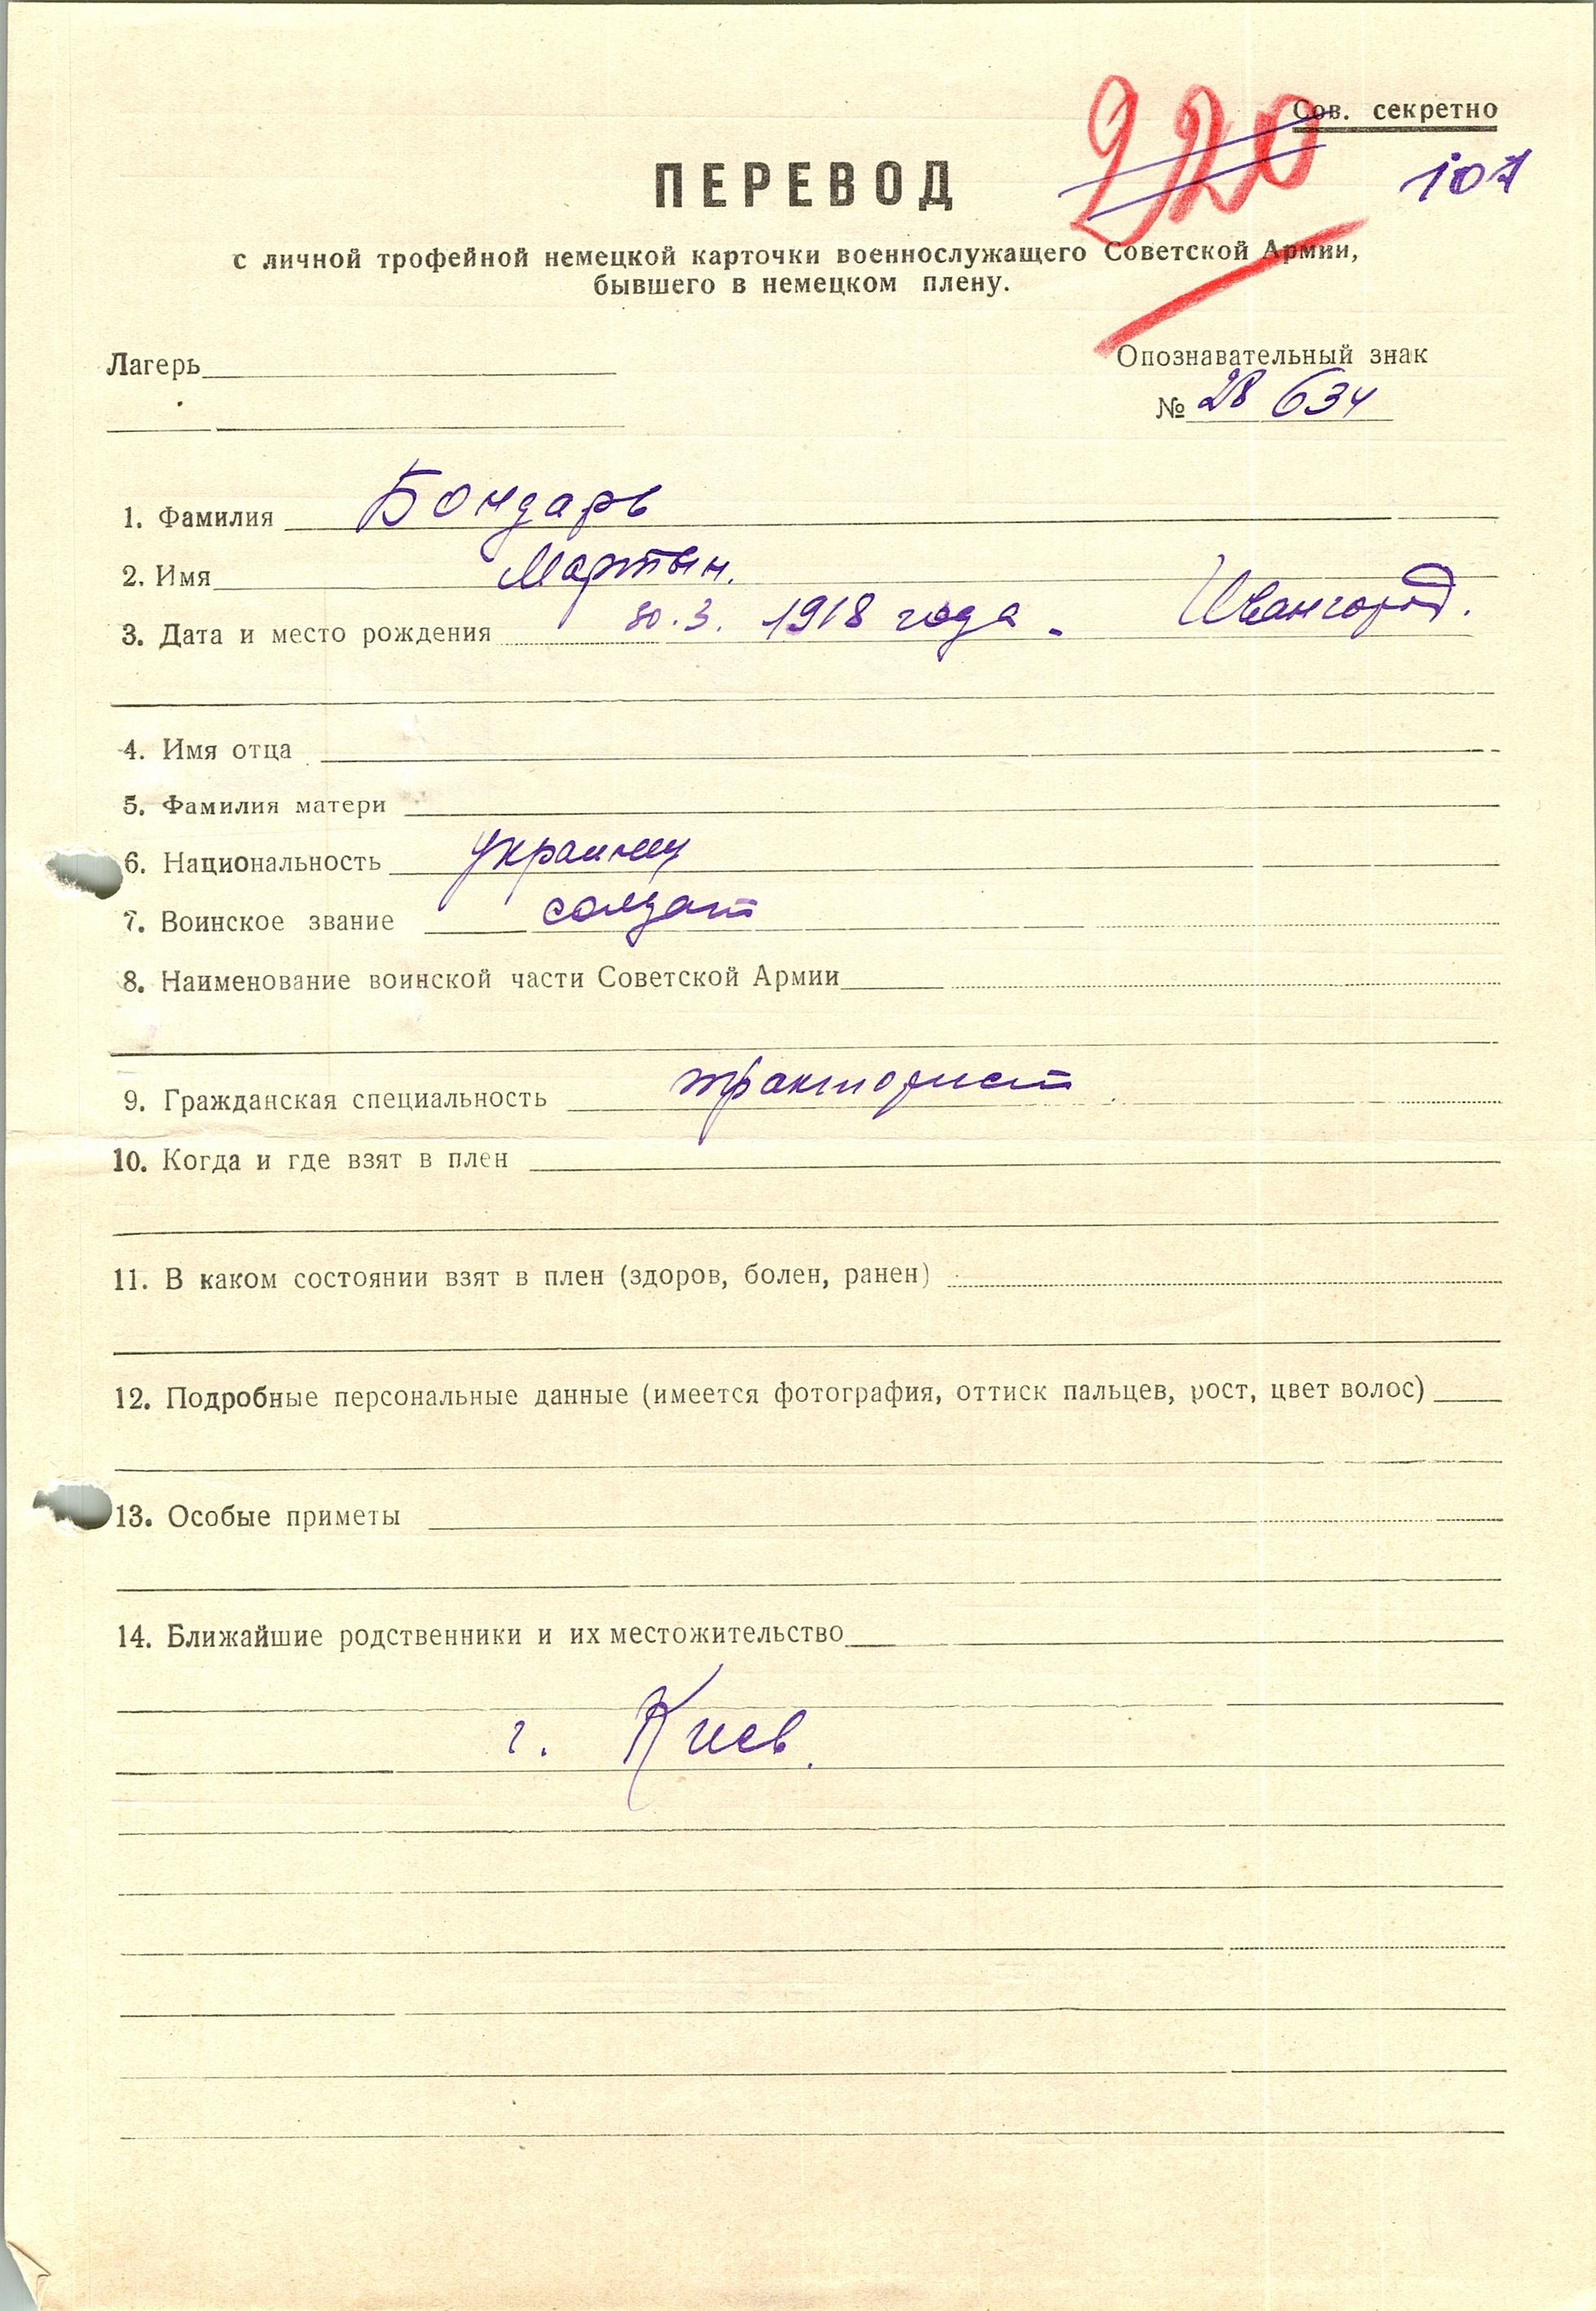 220
Сов. секретно
107
ПЕРЕВОД
с личной трофейной немецкой карточки военнослужащего Советской Армии,
бывшего в немецком плену.
Лагерь
Опознавательный знак
№ 28 634
1. Фамилия Бондарь
2. Имя Мартын.
3. Дата и место рождения 30.3. 1918 года. Ивангород.
4. Имя отца
5. Фамилия матери
6. Национальность украинец
7. Воинское звание солдат
8. Наименование воинской части Советской Армии
9. Гражданская специальность тракторист
10. Когда и где взят в плен
11. В каком состоянии взят в плен (здоров, болен, ранен)
12. Подробные персональные данные (имеется фотография, оттиск пальцев, рост, цвет волос)
13. Особые приметы
14. Ближайшие родственники и их местожительство
г. Киев.